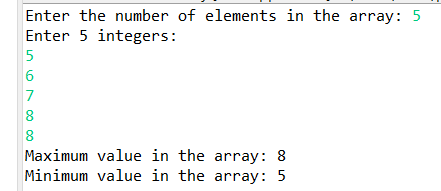 Enter the number of elements in the array: 5
Enter 5 integers:
5
6
7
8
8
Maximum value in the array: 8
Minimum value in the array: 5